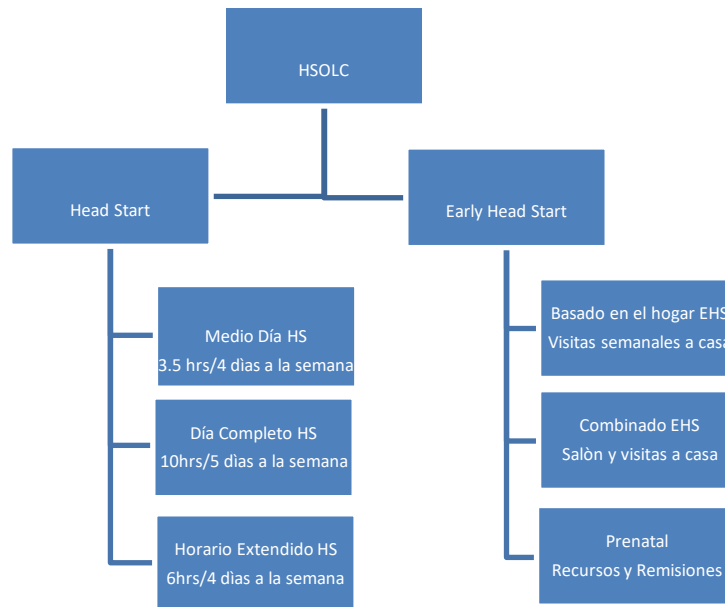 HSOLC
Head Start
Early Head Start
Medio Día HS
3.5 hrs/4 dìas a la semana
Día Completo HS
10hrs/5 dìas a la semana
Horario Extendido HS
6hrs/4 dìas a la semana
Basado en el hogar EHS
Visitas semanales a casa
Combinado EHS
Salòn y visitas a casa
Prenatal
Recursos y Remisiones